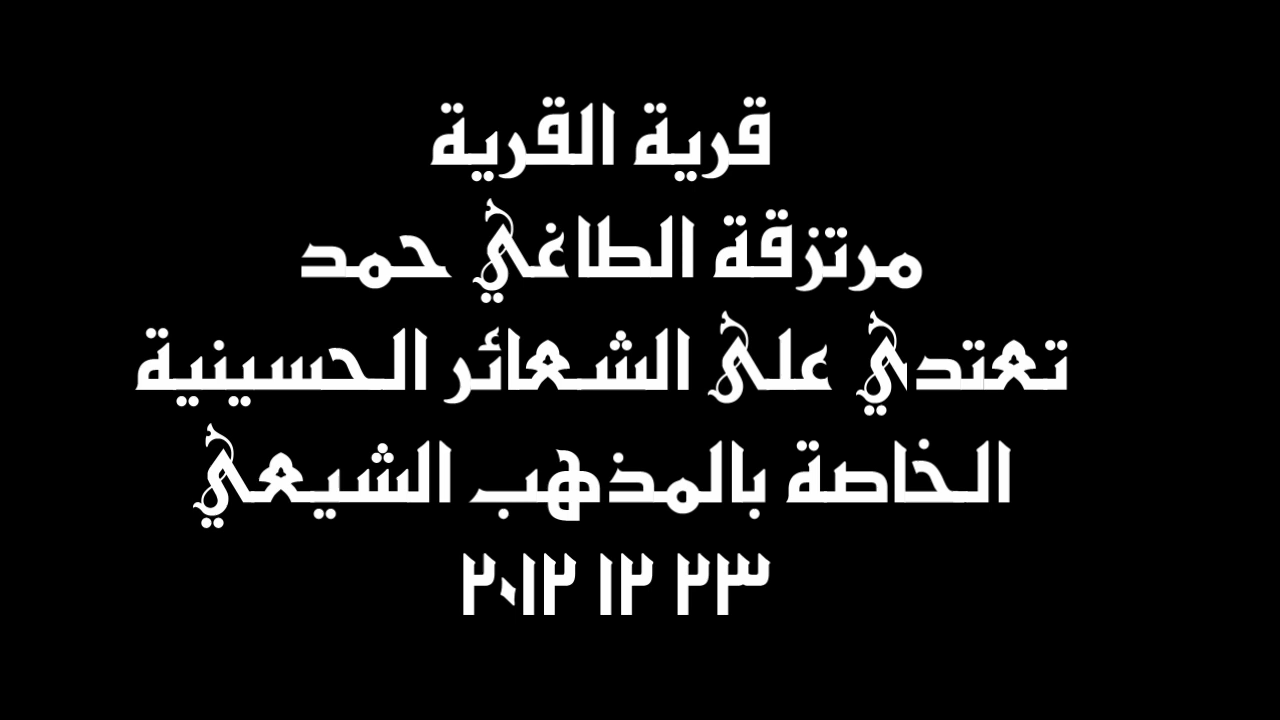 قرية القرية
مرتزقة الطاغي حمد
تعتدي على الشعائر الحسينية
الخاصة بالمذهب الشيعي
٢٣ ١٢ ٢٠١٢